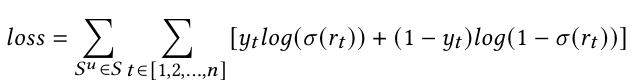 loss = ∑_{S^u∈S} ∑_{t∈[1,2,...,n]} [y_t log(σ(r_t)) + (1 − y_t)log(1 − σ(r_t))]